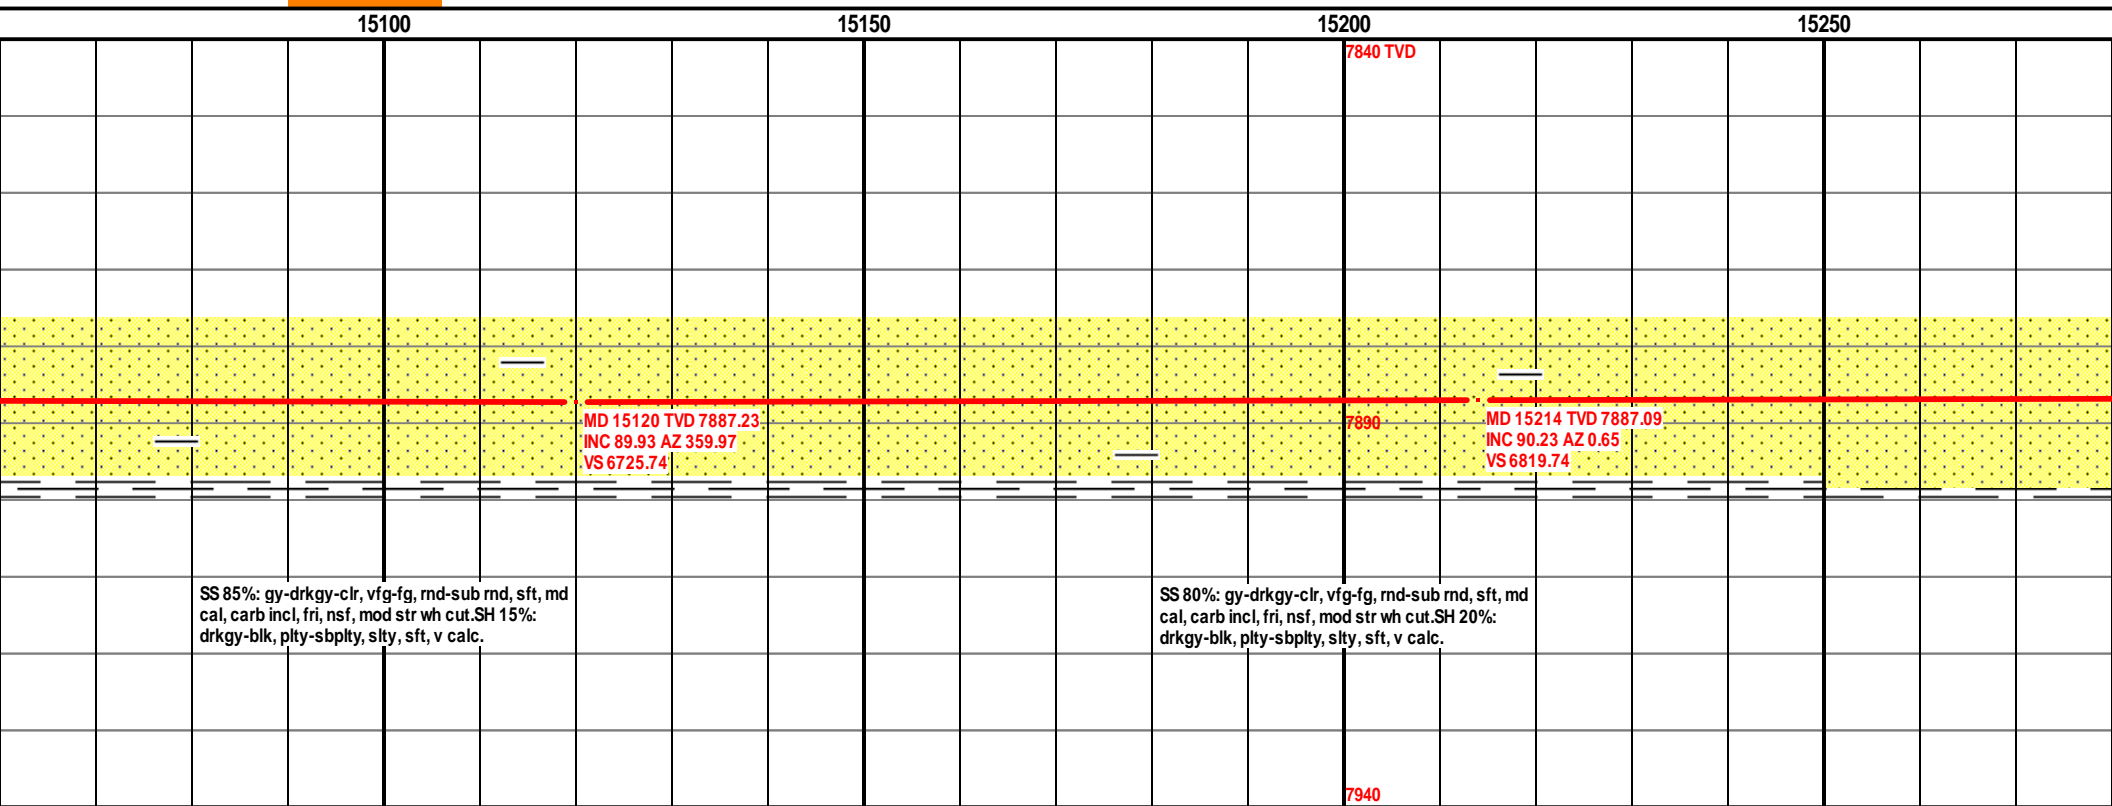 15100 15150 15200 15250
7840 TVD
MD 15120 TVD 7887.23
INC 89.93 AZ 359.97
VS 6725.74
7890
MD 15214 TVD 7887.09
INC 90.23 AZ 0.65
VS 6819.74
SS 85%: gy-drkgy-clr, vfg-fg, rnd-sub rnd, sft, md
cal, carb incl, fri, nsf, mod str wh cut.SH 15%:
drkgy-blk, plty-sbplty, slty, sft, v calc.
SS 80%: gy-drkgy-clr, vfg-fg, rnd-sub rnd, sft, md
cal, carb incl, fri, nsf, mod str wh cut.SH 20%:
drkgy-blk, plty-sbplty, slty, sft, v calc.
7940